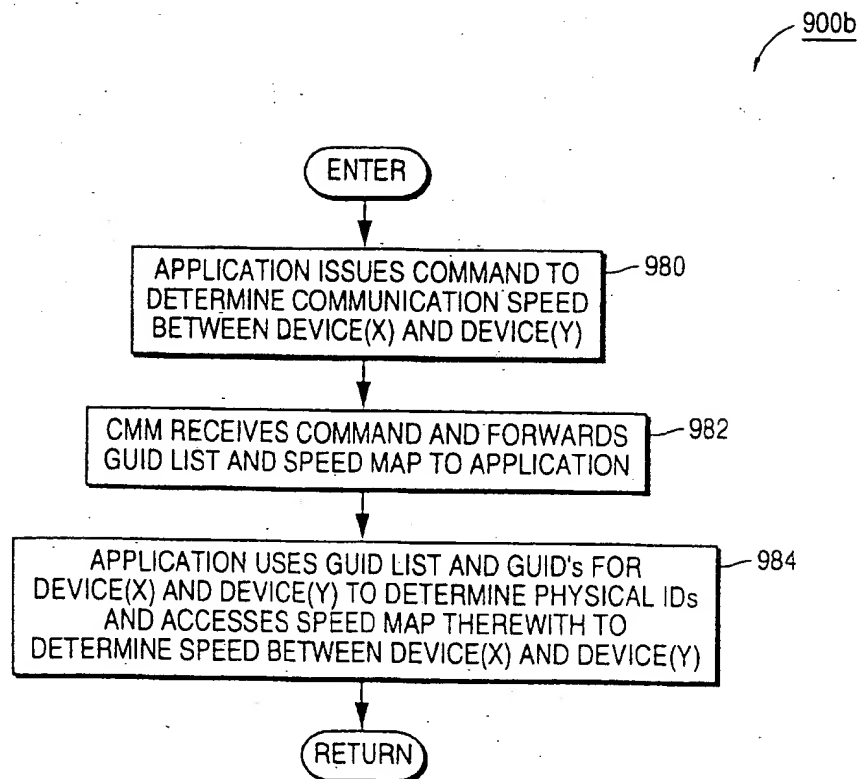 900b
ENTER
APPLICATION ISSUES COMMAND TO
DETERMINE COMMUNICATION SPEED
BETWEEN DEVICE(X) AND DEVICE(Y)
980
CMM RECEIVES COMMAND AND FORWARDS
GUID LIST AND SPEED MAP TO APPLICATION
982
APPLICATION USES GUID LIST AND GUID's FOR
DEVICE(X) AND DEVICE(Y) TO DETERMINE PHYSICAL IDs
AND ACCESSES SPEED MAP THEREWITH TO
DETERMINE SPEED BETWEEN DEVICE(X) AND DEVICE(Y)
984
RETURN